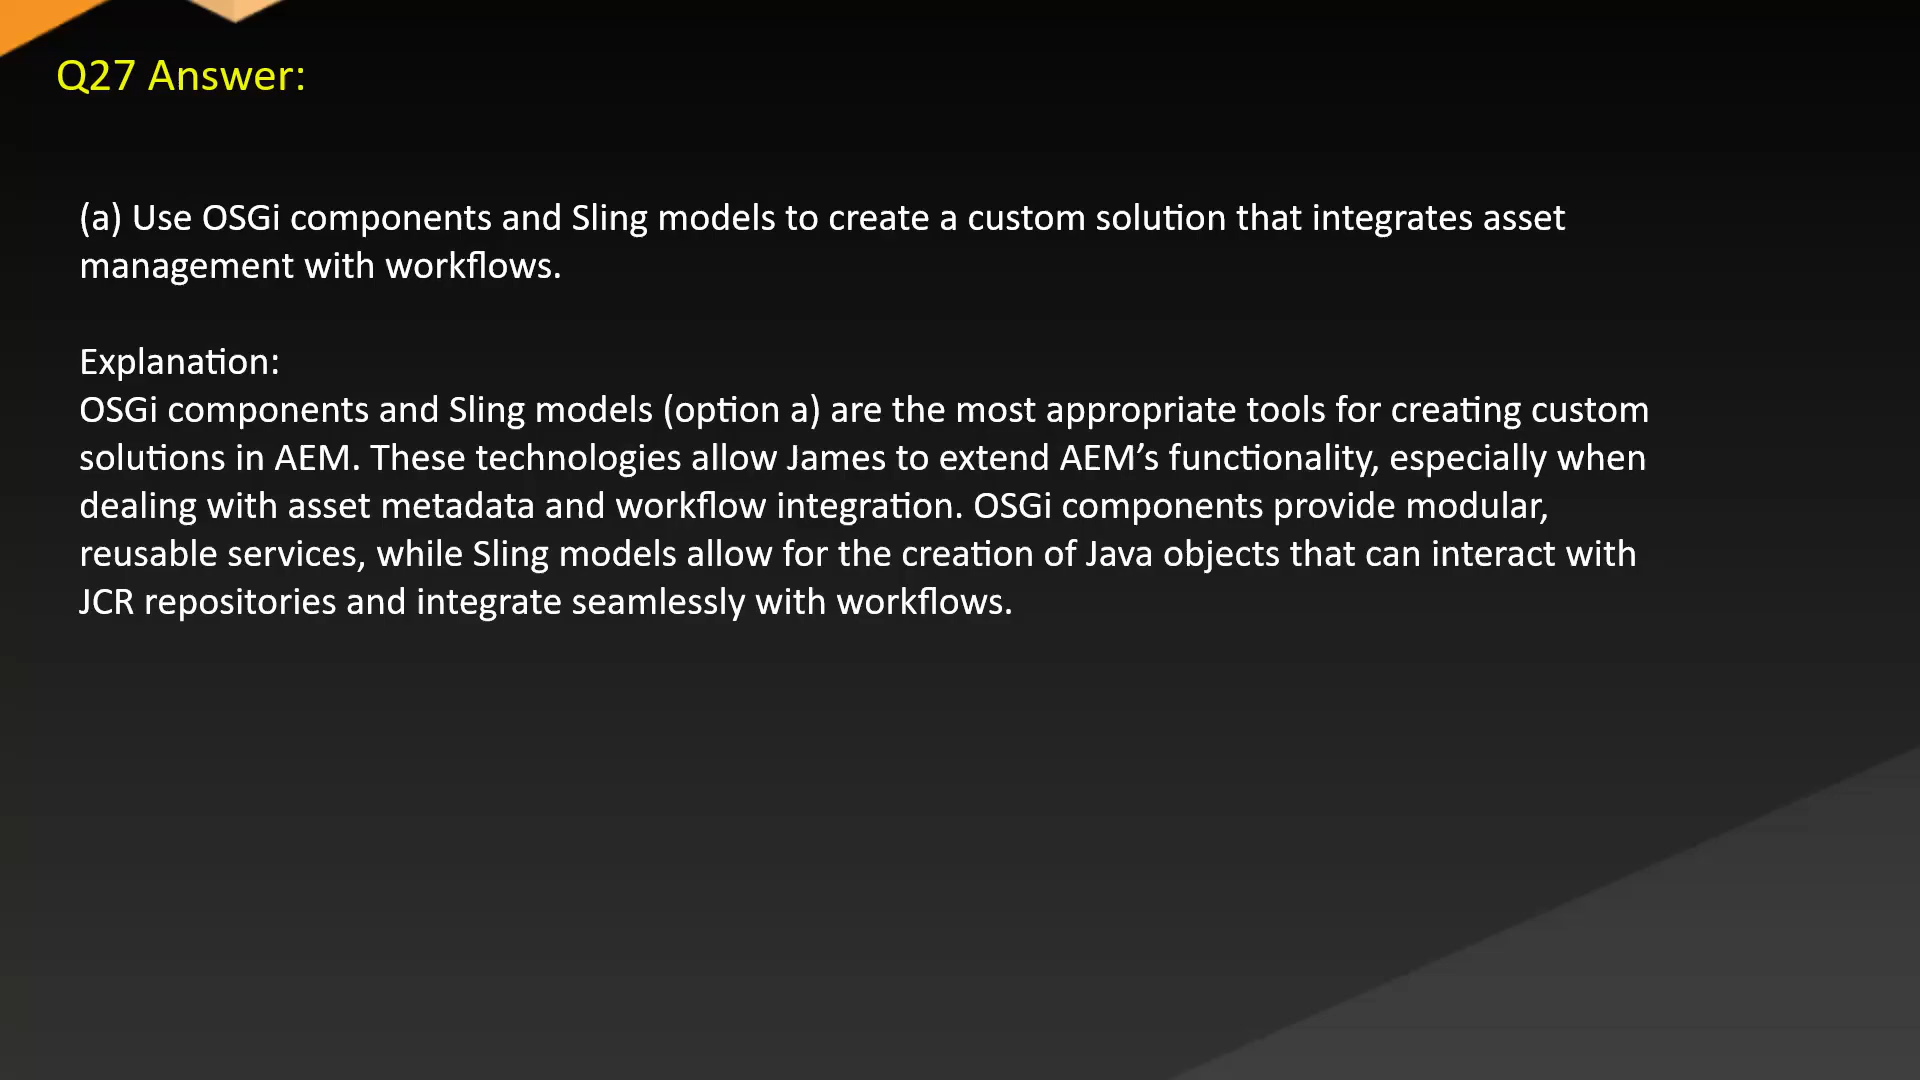 Q27 Answer:
(a) Use OSGi components and Sling models to create a custom solution that integrates asset
management with workflows.
Explanation:
OSGi components and Sling models (option a) are the most appropriate tools for creating custom
solutions in AEM. These technologies allow James to extend AEM’s functionality, especially when
dealing with asset metadata and workflow integration. OSGi components provide modular,
reusable services, while Sling models allow for the creation of Java objects that can interact with
JCR repositories and integrate seamlessly with workflows.